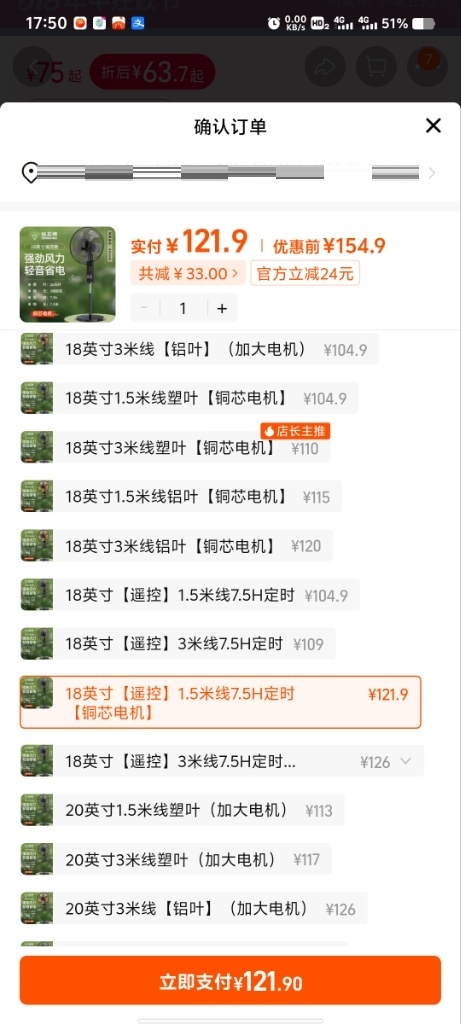 17:50
0.00 KB/s HD2 4G 4G 51%
¥75起 折后¥63.7起
7
确认订单
实付¥121.9 优惠前¥154.9
共减¥33.00 > 官方立减24元
强劲风力
轻音省电
- 1 +
18英寸3米线【铝叶】（加大电机） ¥104.9
18英寸1.5米线塑叶【铜芯电机】 ¥104.9
店长主推
18英寸3米线塑叶【铜芯电机】 ¥110
18英寸1.5米线铝叶【铜芯电机】 ¥115
18英寸3米线铝叶【铜芯电机】 ¥120
18英寸【遥控】1.5米线7.5H定时 ¥104.9
18英寸【遥控】3米线7.5H定时 ¥109
18英寸【遥控】1.5米线7.5H定时 ¥121.9
【铜芯电机】
18英寸【遥控】3米线7.5H定时... ¥126
20英寸1.5米线塑叶（加大电机） ¥113
20英寸3米线塑叶（加大电机） ¥117
20英寸3米线【铝叶】（加大电机） ¥126
立即支付¥121.90